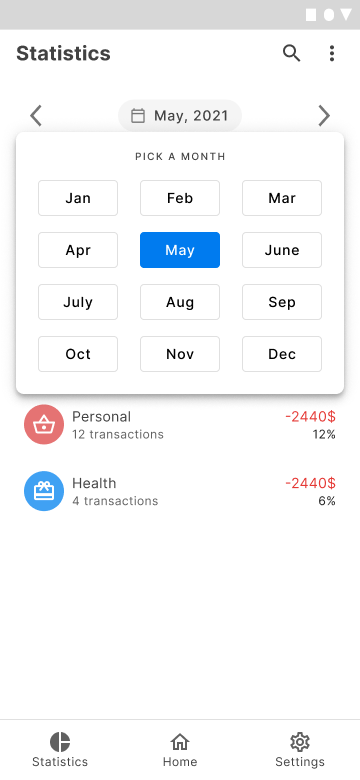 Statistics
May, 2021
PICK A MONTH
Jan Feb Mar
Apr May June
July Aug Sep
Oct Nov Dec
Personal -2440$
12 transactions 12%
Health -2440$
4 transactions 6%
Statistics Home Settings